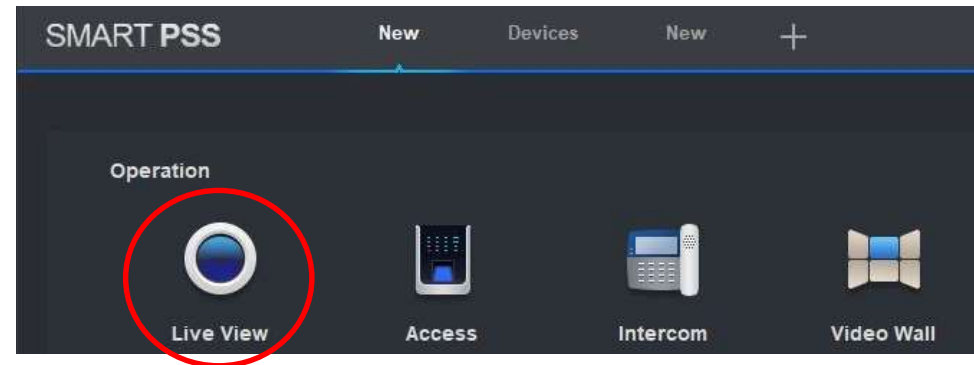 SMART PSS New Devices New +
Operation
Live View Access Intercom Video Wall